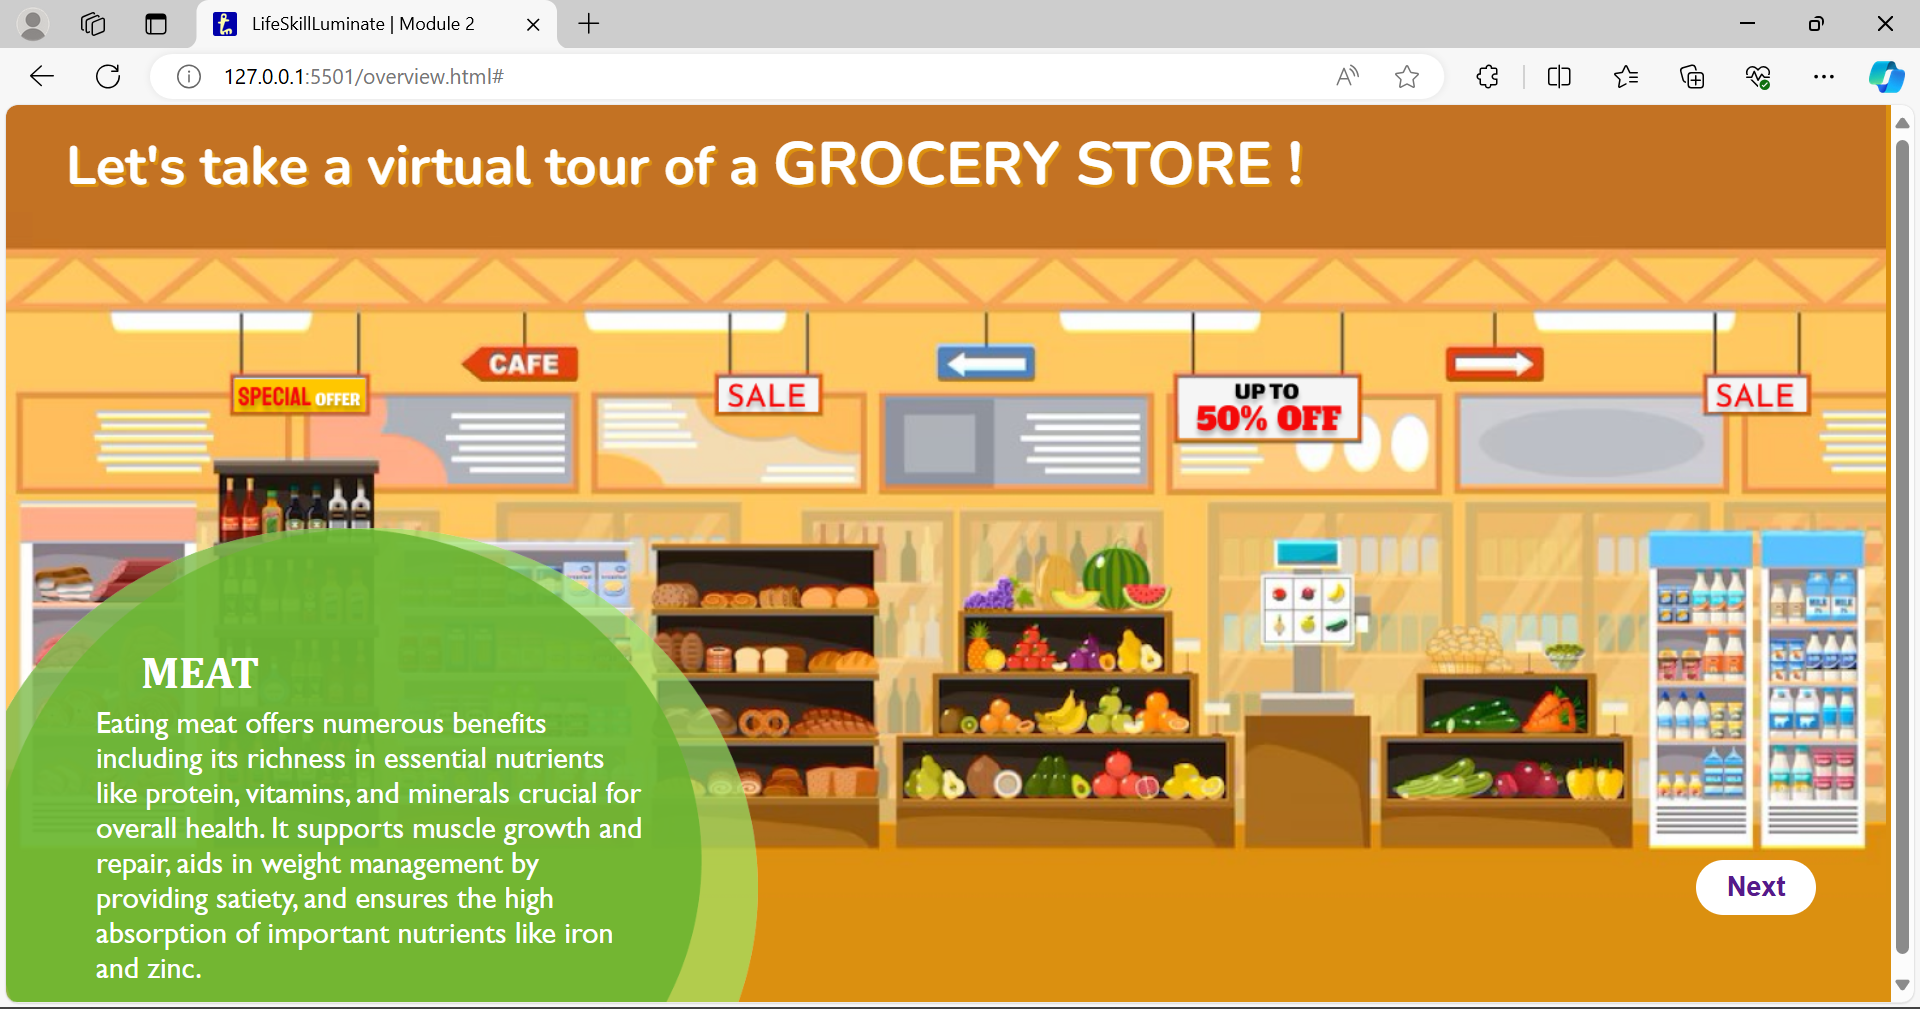 LifeSkillLuminate | Module 2
127.0.0.1:5501/overview.html#
Let's take a virtual tour of a GROCERY STORE !
CAFE
SPECIAL OFFER
SALE
UP TO
50% OFF
SALE
MILK
MILK
MEAT
Eating meat offers numerous benefits
including its richness in essential nutrients
like protein, vitamins, and minerals crucial for
overall health. It supports muscle growth and
repair, aids in weight management by
providing satiety, and ensures the high
absorption of important nutrients like iron
and zinc.
Next